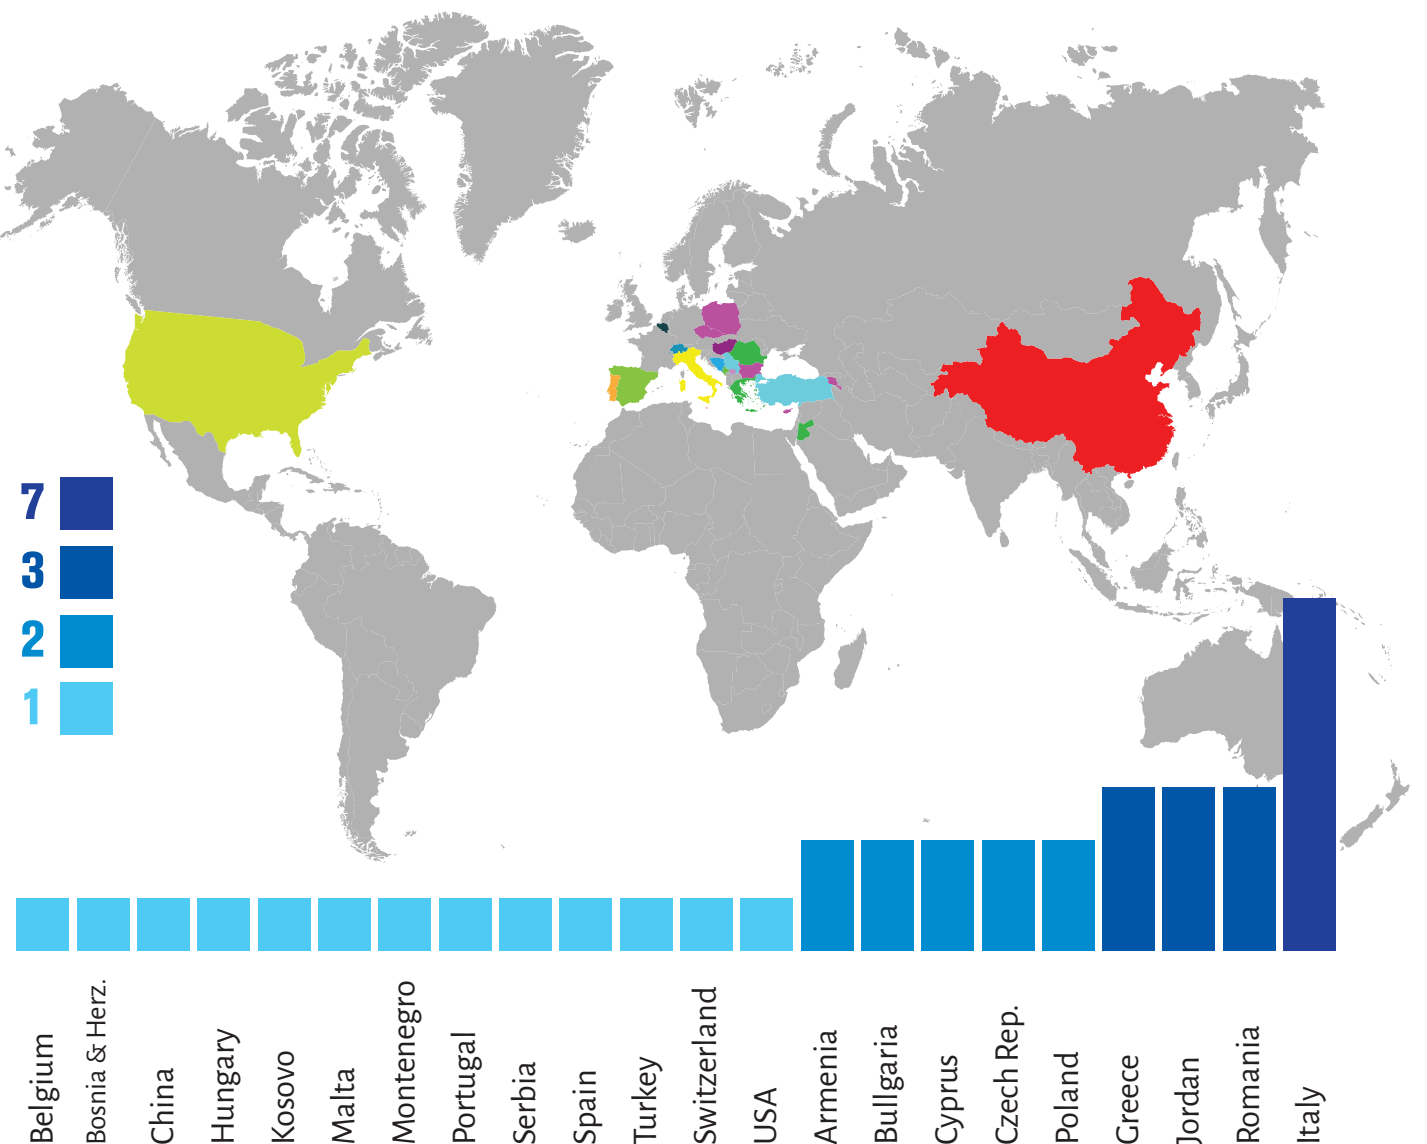 7
3
2
1
Belgium
Bosnia & Herz.
China
Hungary
Kosovo
Malta
Montenegro
Portugal
Serbia
Spain
Turkey
Switzerland
USA
Armenia
Bullgaria
Cyprus
Czech Rep.
Poland
Greece
Jordan
Romania
Italy